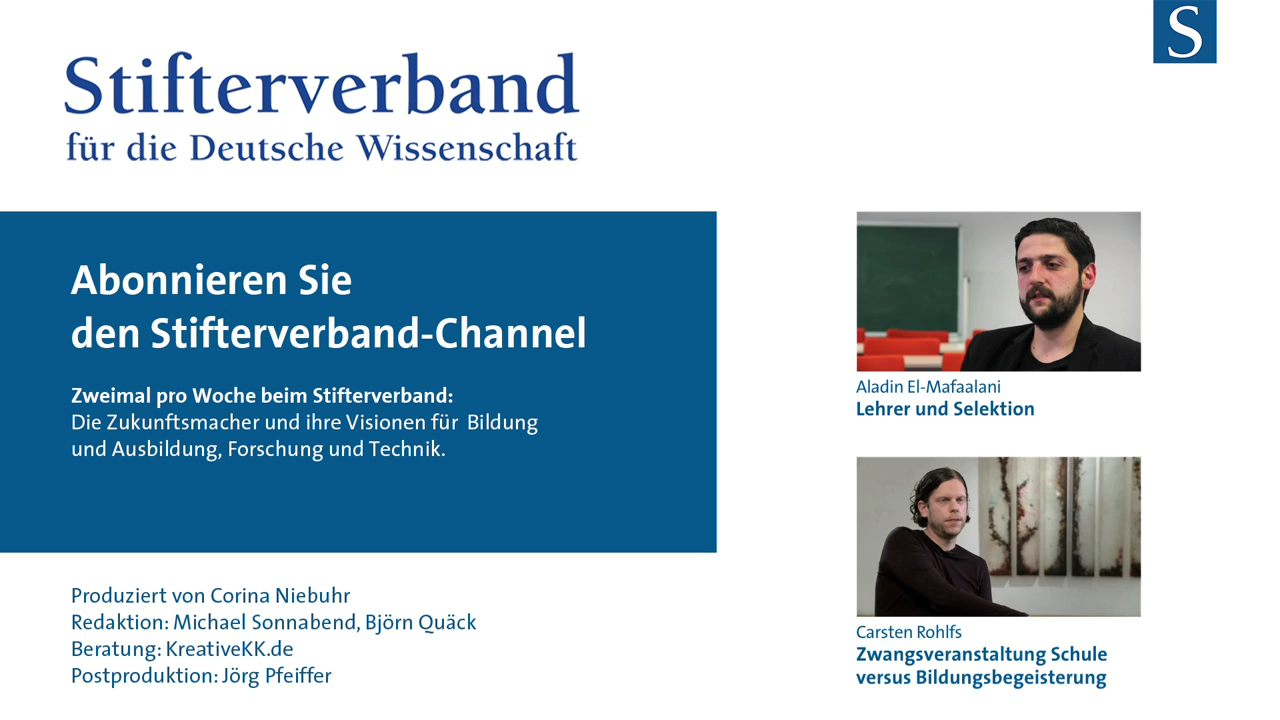 S
Stifterverband
für die Deutsche Wissenschaft
Abonnieren Sie
den Stifterverband-Channel
Zweimal pro Woche beim Stifterverband:
Die Zukunftsmacher und ihre Visionen für Bildung
und Ausbildung, Forschung und Technik.
Produziert von Corina Niebuhr
Redaktion: Michael Sonnabend, Björn Quäck
Beratung: KreativeKK.de
Postproduktion: Jörg Pfeiffer
Aladin El-Mafaalani
Lehrer und Selektion
Carsten Rohlfs
Zwangsveranstaltung Schule
versus Bildungsbegeisterung